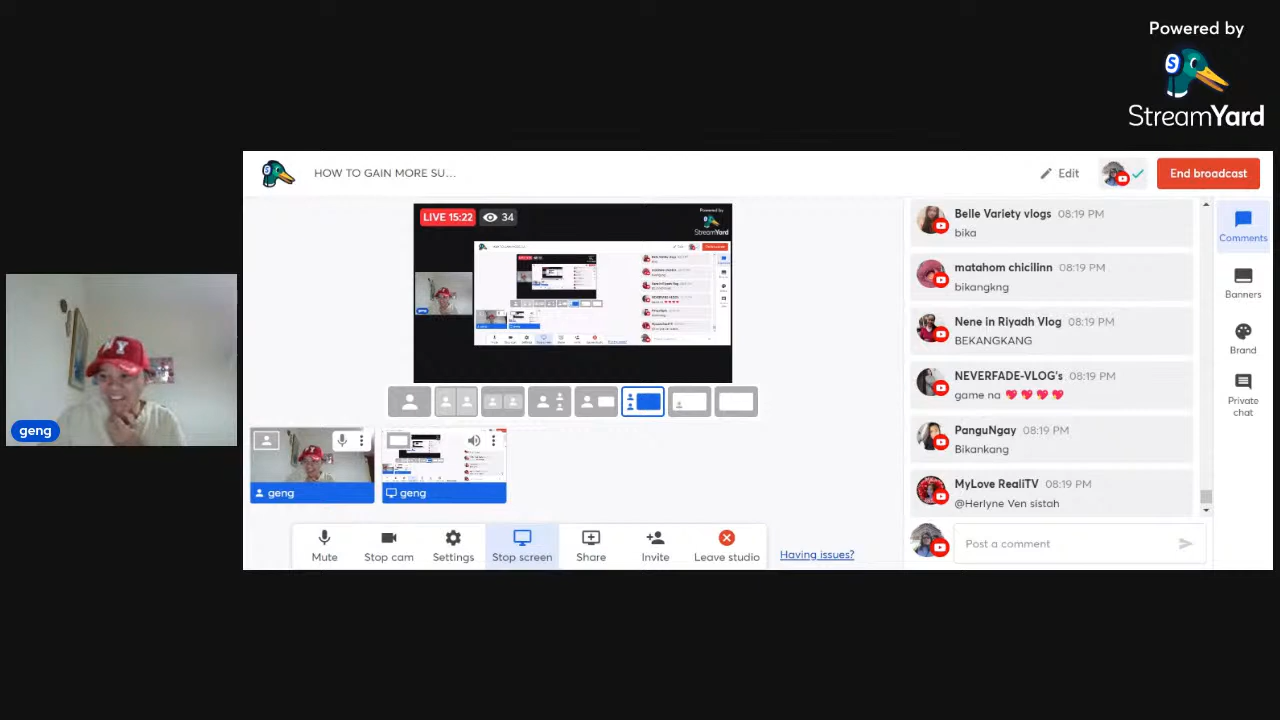 Powered by
StreamYard
HOW TO GAIN MORE SU...
Edit
End broadcast
LIVE 15:22
34
Powered by
StreamYard
geng
geng
geng
Mute
Stop cam
Settings
Stop screen
Share
Invite
Leave studio
Having issues?
Belle Variety vlogs 08:19 PM
bika
matahom chicilinn 08:19 PM
bikangkng
Nene in Riyadh Vlog 08:19 PM
BEKANGKANG
NEVERFADE-VLOG's 08:19 PM
game na 💖 💖 💖 💖
PanguNgay 08:19 PM
Bikankang
MyLove RealiTV 08:19 PM
@Herlyne Ven sistah
Post a comment
Comments
Banners
Brand
Private
chat